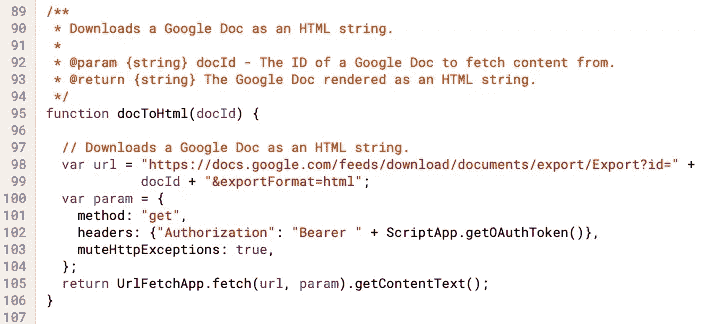 89 /**
90  * Downloads a Google Doc as an HTML string.
91  *
92  * @param {string} docId - The ID of a Google Doc to fetch content from.
93  * @return {string} The Google Doc rendered as an HTML string.
94  */
95 function docToHtml(docId) {
96
97   // Downloads a Google Doc as an HTML string.
98   var url = "https://docs.google.com/feeds/download/documents/export/Export?id=" +
99             docId + "&exportFormat=html";
100   var param = {
101     method: "get",
102     headers: {"Authorization": "Bearer " + ScriptApp.getOAuthToken()},
103     muteHttpExceptions: true,
104   };
105   return UrlFetchApp.fetch(url, param).getContentText();
106 }
107